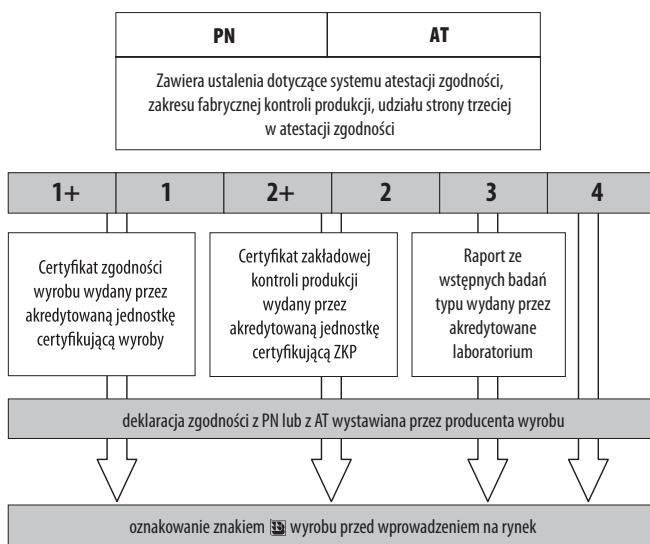 PN AT
Zawiera ustalenia dotyczące systemu atestacji zgodności,
zakresu fabrycznej kontroli produkcji, udziału strony trzeciej
w atestacji zgodności
1+ 1 2+ 2 3 4
Certyfikat zgodności
wyrobu wydany przez
akredytowaną jednostkę
certyfikującą wyroby
Certyfikat zakładowej
kontroli produkcji
wydany przez
akredytowaną jednostkę
certyfikującą ZKP
Raport ze
wstępnych badań
typu wydany przez
akredytowane
laboratorium
deklaracja zgodności z PN lub z AT wystawiana przez producenta wyrobu
oznakowanie znakiem wyrobu przed wprowadzeniem na rynek